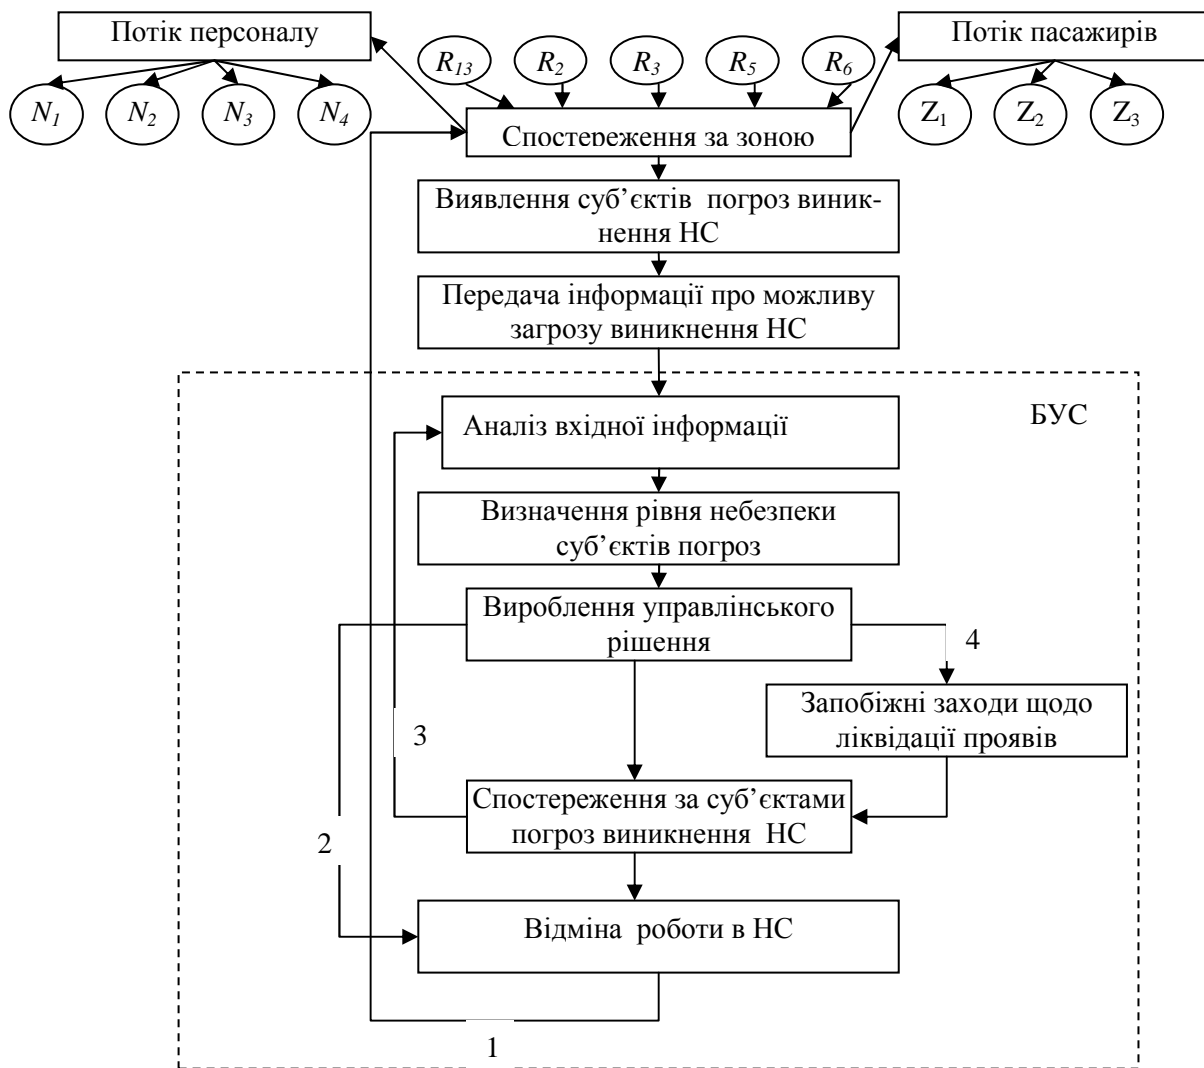 Потік персоналу
Потік пасажирів
R13
R2
R3
R5
R6
N1
N2
N3
N4
Z1
Z2
Z3
Спостереження за зоною
Виявлення суб’єктів погроз виник-
нення НС
Передача інформації про можливу
загрозу виникнення НС
БУС
Аналіз вхідної інформації
Визначення рівня небезпеки
суб’єктів погроз
Вироблення управлінського
рішення
4
Запобіжні заходи щодо
ліквідації проявів
3
Спостереження за суб’єктами
погроз виникнення НС
2
Відміна роботи в НС
1